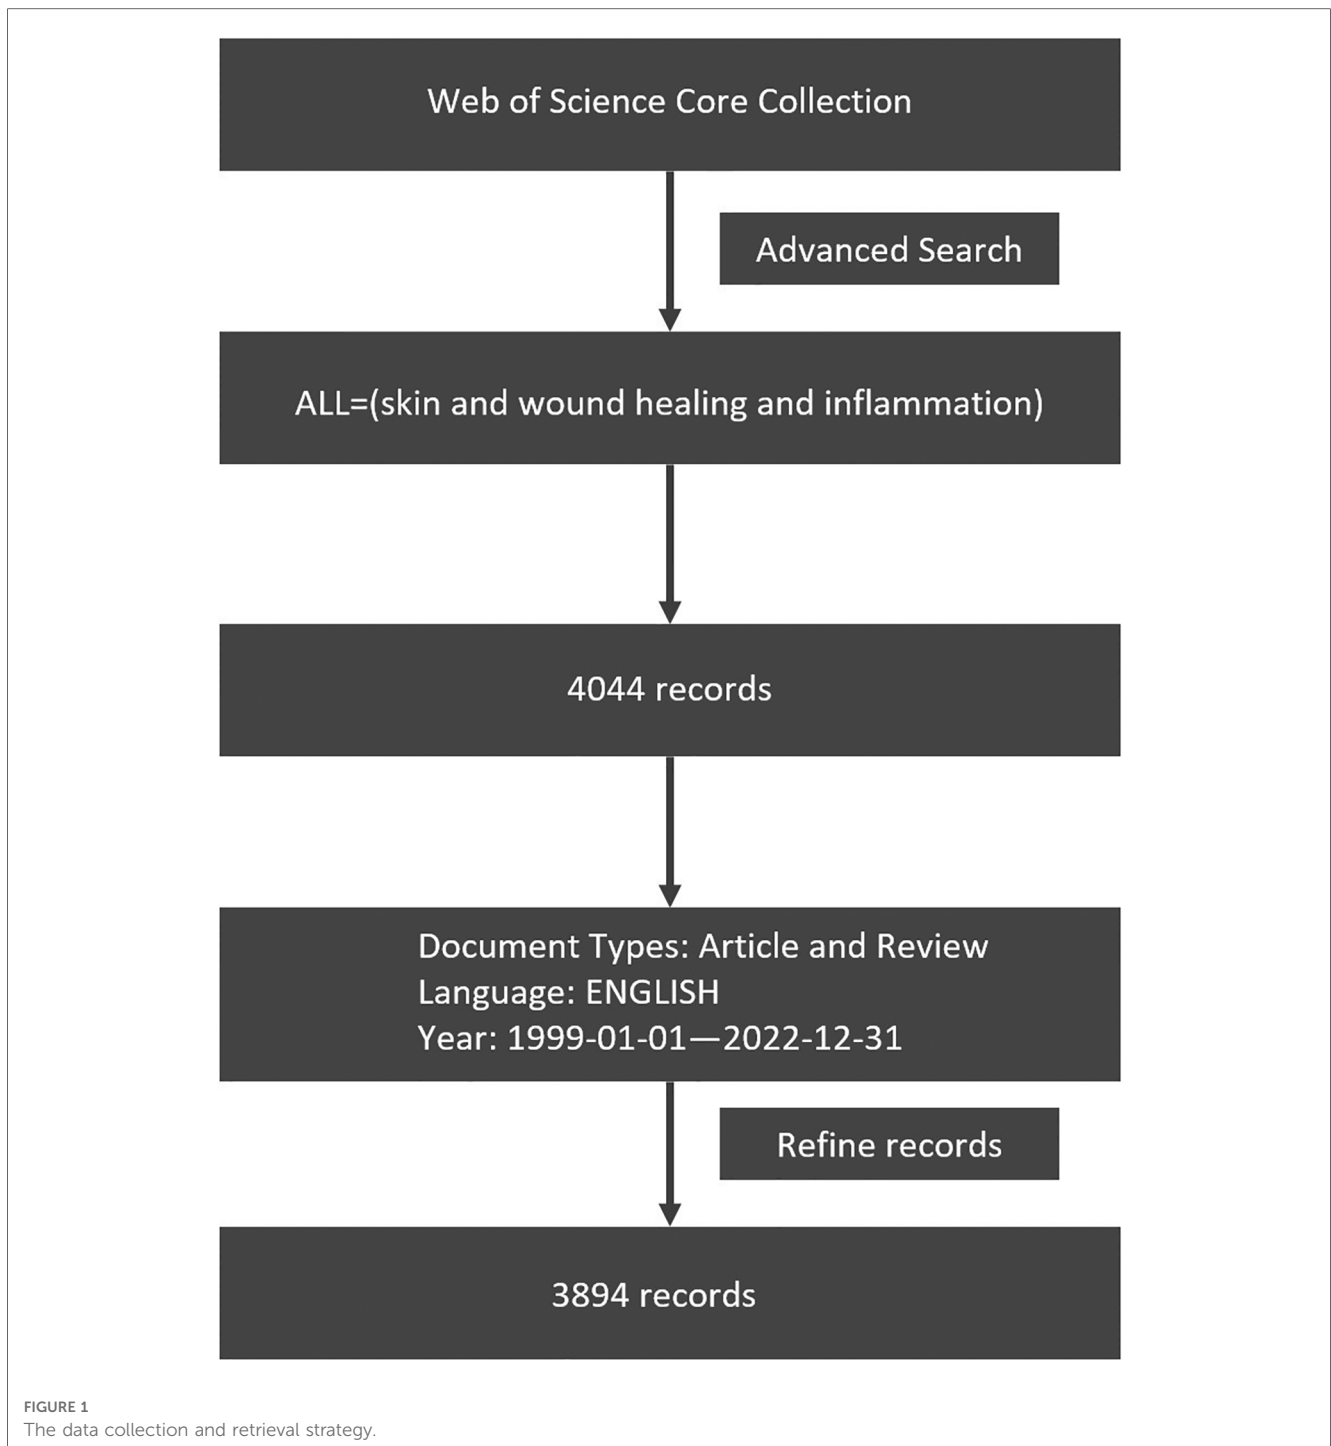 Web of Science Core Collection
Advanced Search
ALL=(skin and wound healing and inflammation)
4044 records
Document Types: Article and Review
Language: ENGLISH
Year: 1999-01-01—2022-12-31
Refine records
3894 records
FIGURE 1
The data collection and retrieval strategy.